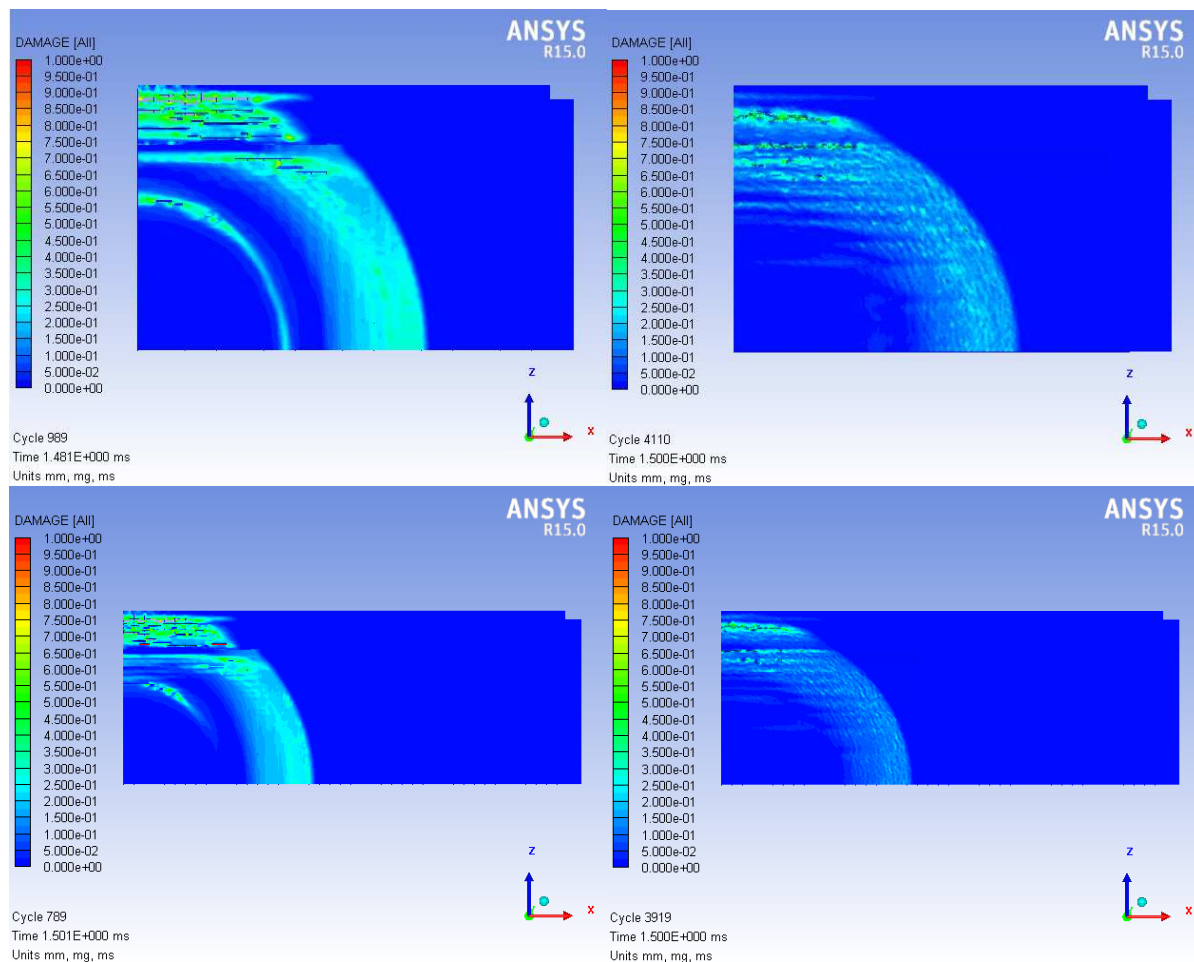 ANSYS
R15.0
DAMAGE [All]
1.000e+00
9.500e-01
9.000e-01
8.500e-01
8.000e-01
7.500e-01
7.000e-01
6.500e-01
6.000e-01
5.500e-01
5.000e-01
4.500e-01
4.000e-01
3.500e-01
3.000e-01
2.500e-01
2.000e-01
1.500e-01
1.000e-01
5.000e-02
0.000e+00
z
x
Cycle 989
Time 1.481E+000 ms
Units mm, mg, ms
ANSYS
R15.0
DAMAGE [All]
1.000e+00
9.500e-01
9.000e-01
8.500e-01
8.000e-01
7.500e-01
7.000e-01
6.500e-01
6.000e-01
5.500e-01
5.000e-01
4.500e-01
4.000e-01
3.500e-01
3.000e-01
2.500e-01
2.000e-01
1.500e-01
1.000e-01
5.000e-02
0.000e+00
z
x
Cycle 4110
Time 1.500E+000 ms
Units mm, mg, ms
ANSYS
R15.0
DAMAGE [All]
1.000e+00
9.500e-01
9.000e-01
8.500e-01
8.000e-01
7.500e-01
7.000e-01
6.500e-01
6.000e-01
5.500e-01
5.000e-01
4.500e-01
4.000e-01
3.500e-01
3.000e-01
2.500e-01
2.000e-01
1.500e-01
1.000e-01
5.000e-02
0.000e+00
z
x
Cycle 789
Time 1.501E+000 ms
Units mm, mg, ms
ANSYS
R15.0
DAMAGE [All]
1.000e+00
9.500e-01
9.000e-01
8.500e-01
8.000e-01
7.500e-01
7.000e-01
6.500e-01
6.000e-01
5.500e-01
5.000e-01
4.500e-01
4.000e-01
3.500e-01
3.000e-01
2.500e-01
2.000e-01
1.500e-01
1.000e-01
5.000e-02
0.000e+00
z
x
Cycle 3919
Time 1.500E+000 ms
Units mm, mg, ms